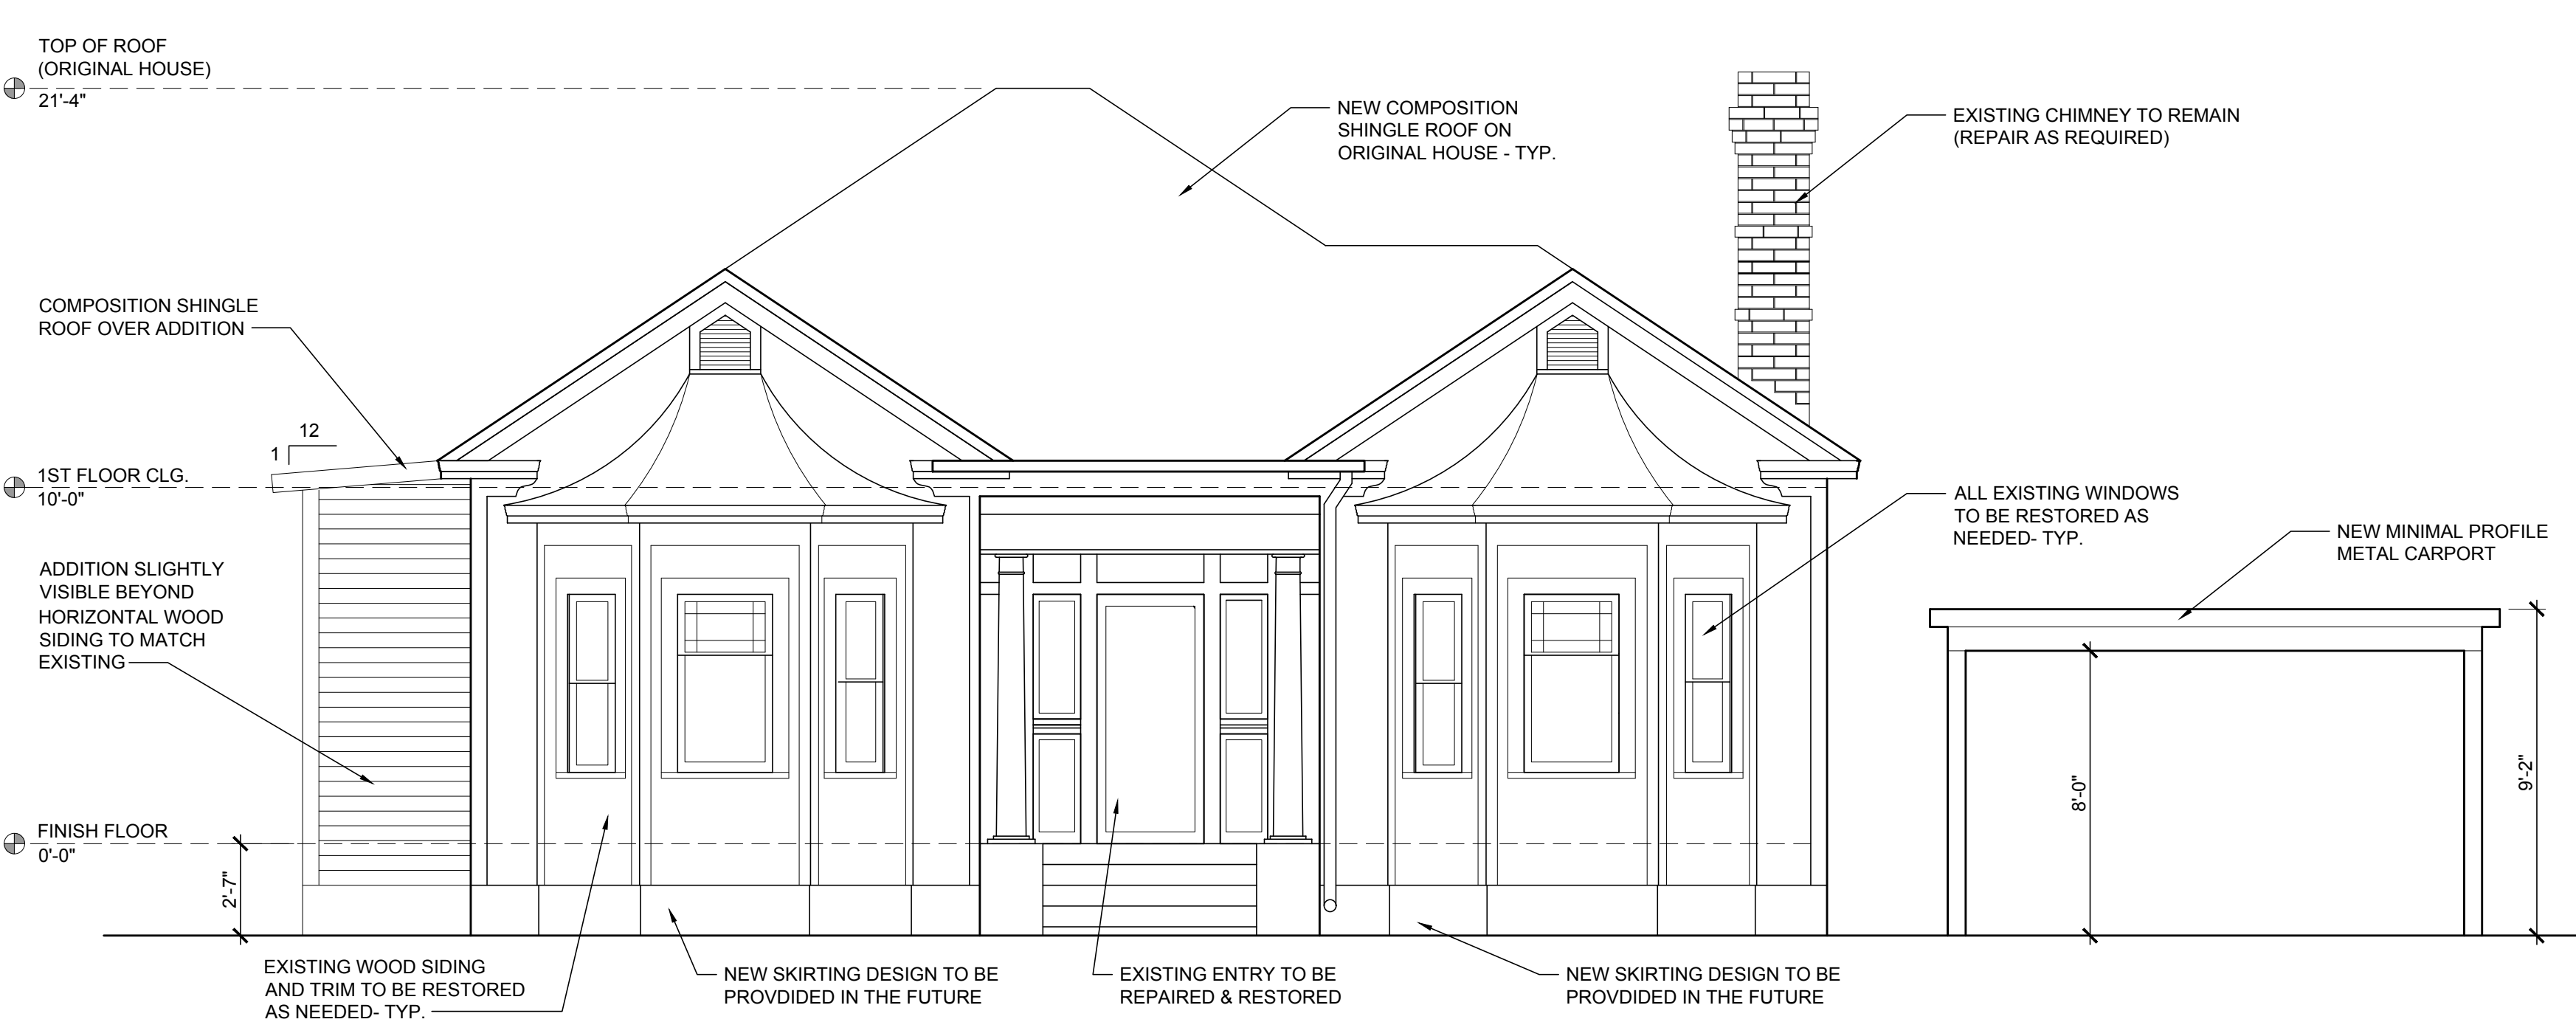 TOP OF ROOF
(ORIGINAL HOUSE)
21'-4"
NEW COMPOSITION
SHINGLE ROOF ON
ORIGINAL HOUSE - TYP.
EXISTING CHIMNEY TO REMAIN
(REPAIR AS REQUIRED)
COMPOSITION SHINGLE
ROOF OVER ADDITION
12
1
1ST FLOOR CLG.
10'-0"
ALL EXISTING WINDOWS
TO BE RESTORED AS
NEEDED- TYP.
NEW MINIMAL PROFILE
METAL CARPORT
ADDITION SLIGHTLY
VISIBLE BEYOND
HORIZONTAL WOOD
SIDING TO MATCH
EXISTING
8'-0"
9'-2"
FINISH FLOOR
0'-0"
2'-7"
EXISTING WOOD SIDING
AND TRIM TO BE RESTORED
AS NEEDED- TYP.
NEW SKIRTING DESIGN TO BE
PROVDIDED IN THE FUTURE
EXISTING ENTRY TO BE
REPAIRED & RESTORED
NEW SKIRTING DESIGN TO BE
PROVDIDED IN THE FUTURE